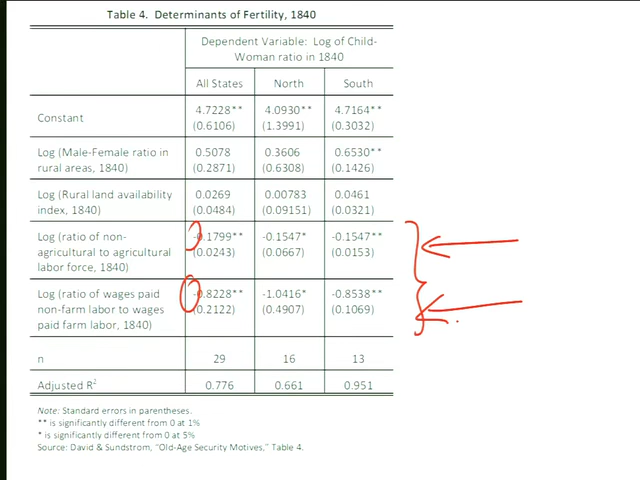 Table 4. Determinants of Fertility, 1840
Dependent Variable: Log of Child-
Woman ratio in 1840
All States North South
Constant
4.7228** 4.0930** 4.7164**
(0.6106) (1.3991) (0.3032)
Log (Male-Female ratio in
rural areas, 1840)
0.5078 0.3606 0.6530**
(0.2871) (0.6308) (0.1426)
Log (Rural land availability
index, 1840)
0.0269 0.00783 0.0461
(0.0484) (0.09151) (0.0321)
Log (ratio of non-
agricultural to agricultural
labor force, 1840)
-0.1799** -0.1547* -0.1547**
(0.0243) (0.0667) (0.0153)
Log (ratio of wages paid
non-farm labor to wages
paid farm labor, 1840)
-0.8228** -1.0416* -0.8538**
(0.2122) (0.4907) (0.1069)
n 29 16 13
Adjusted R² 0.776 0.661 0.951
Note: Standard errors in parentheses.
** is significantly different from 0 at 1%
* is significantly different from 0 at 5%
Source: David & Sundstrom, "Old-Age Security Motives," Table 4.